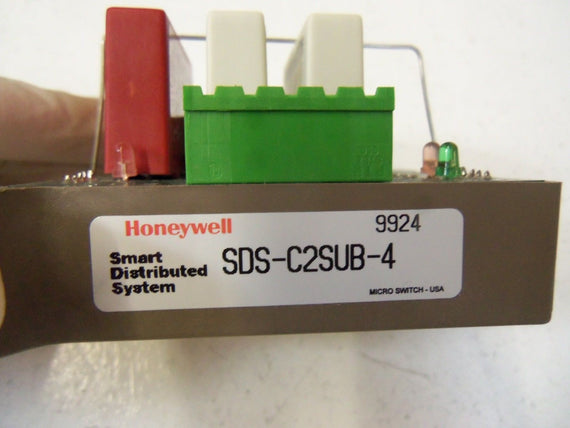 Honeywell 9924
Smart
Distributed
System
SDS-C2SUB-4
MICRO SWITCH - USA